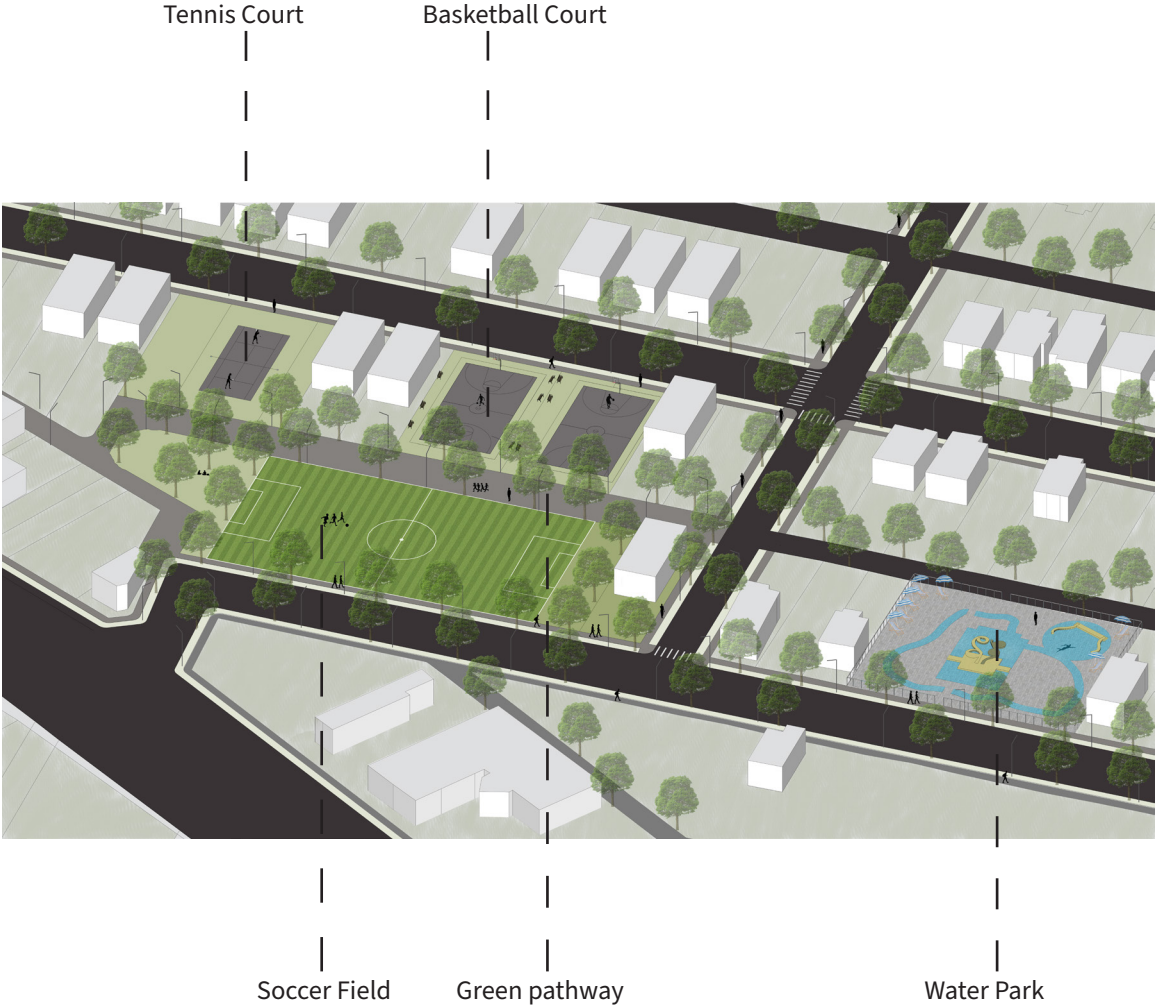 Tennis Court
Basketball Court
Soccer Field
Green pathway
Water Park